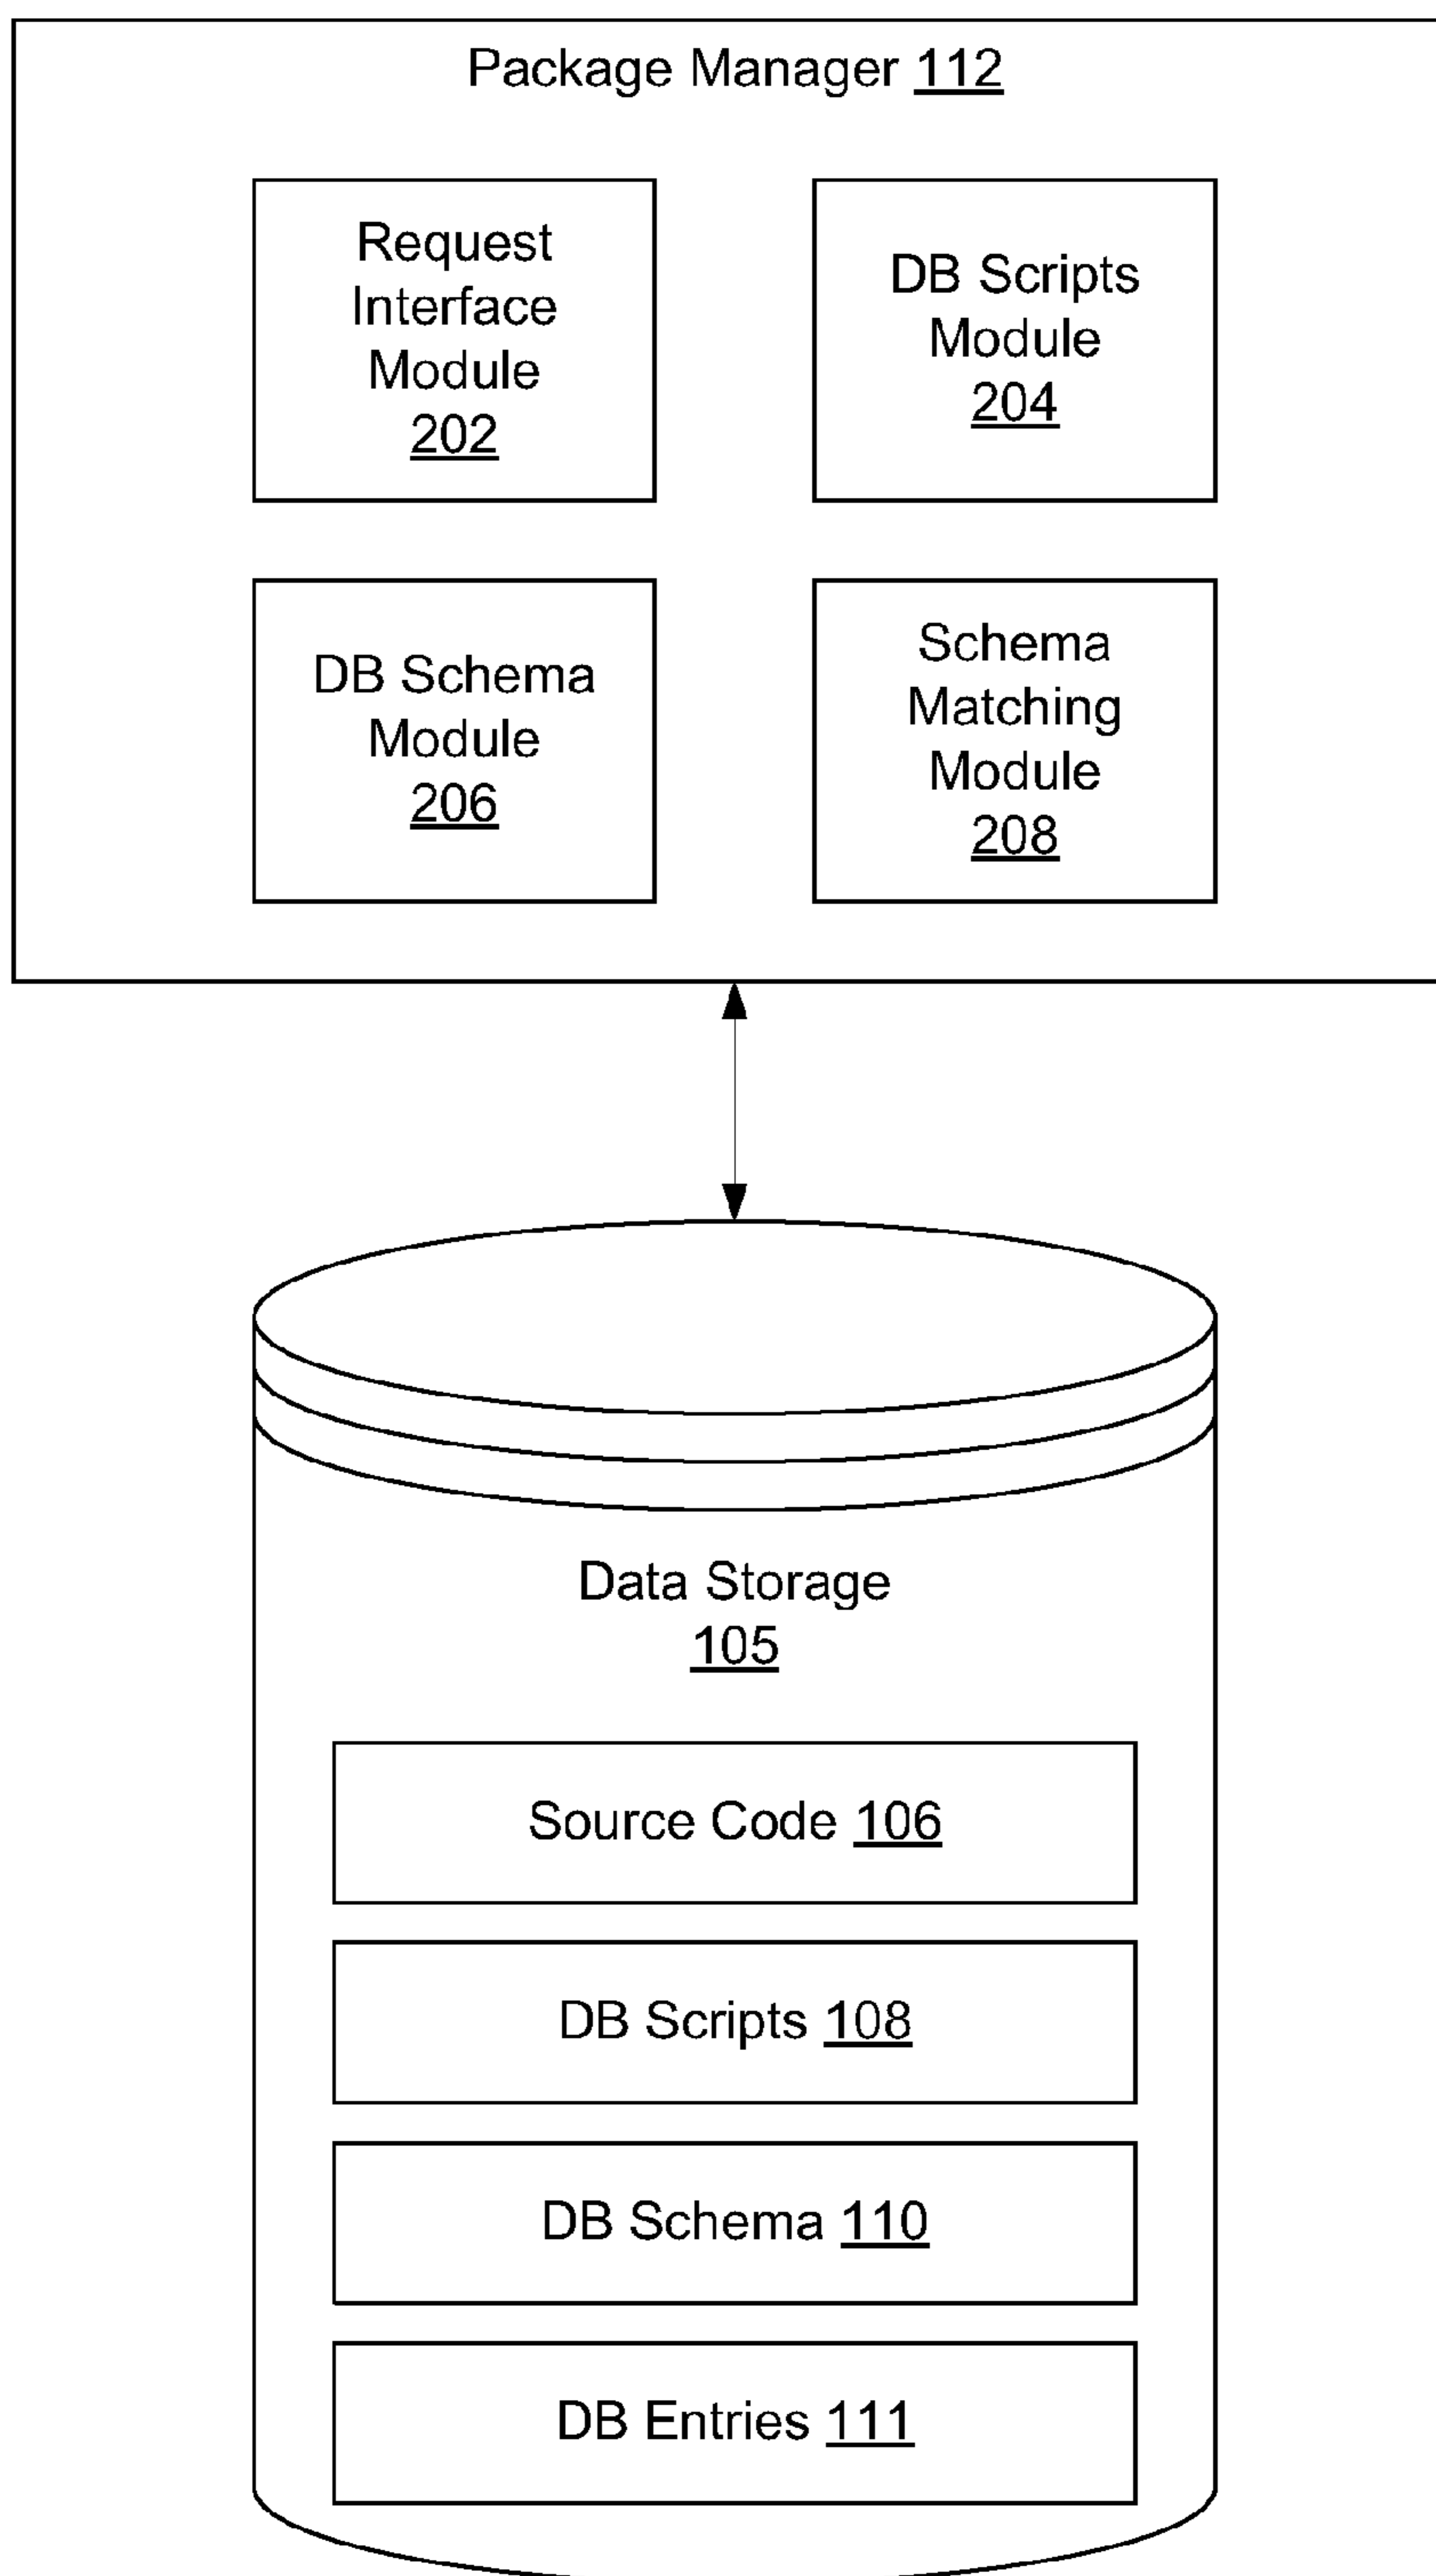 Package Manager 112
Request
Interface
Module
202
DB Scripts
Module
204
DB Schema
Module
206
Schema
Matching
Module
208
Data Storage
105
Source Code 106
DB Scripts 108
DB Schema 110
DB Entries 111